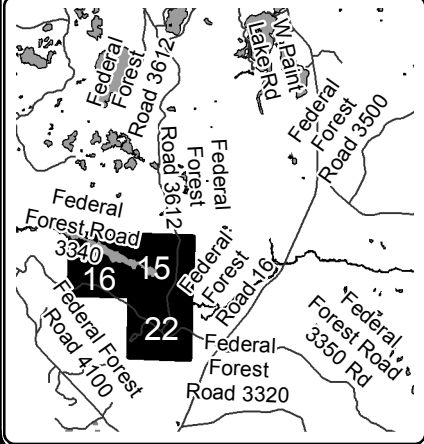 Federal
Forest
Road 3612
W Paint
Lake Rd
Federal
Forest
Road 3500
Federal
Forest
Road 3612
Federal
Forest Road
3340
15
16
22
Federal
Forest
Road 16
Federal Forest
Road 4100
Federal
Forest
Road 3320
Federal
Forest Road
3350 Rd